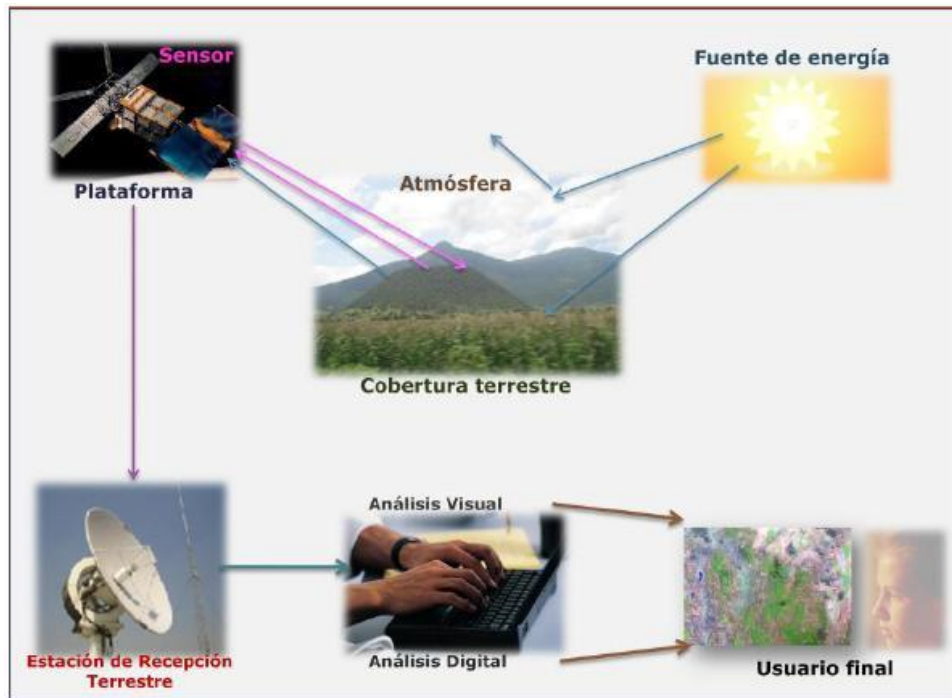 Sensor
Fuente de energía
Plataforma
Atmósfera
Cobertura terrestre
Análisis Visual
Análisis Digital
Estación de Recepción
Terrestre
Usuario final